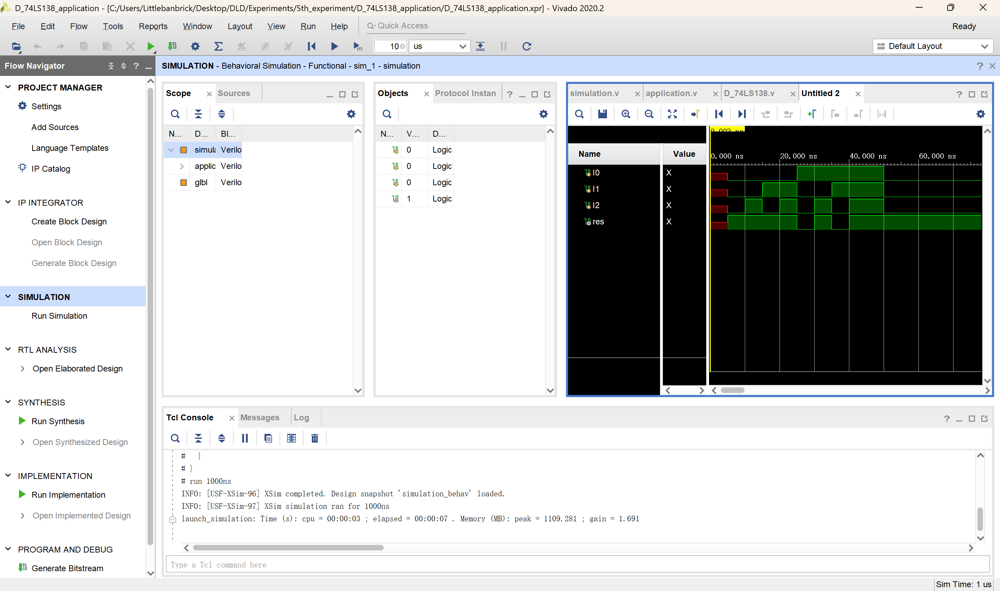 D_74LS138_application - [C:/Users/Littlebanbrick/Desktop/DLD/Experiments/5th_experiment/D_74LS138_application/D_74LS138_application.xpr] - Vivado 2020.2
File Edit Flow Tools Reports Window Layout View Run Help Quick Access Ready
10 us Default Layout
Flow Navigator
SIMULATION - Behavioral Simulation - Functional - sim_1 - simulation
PROJECT MANAGER
Settings
Add Sources
Language Templates
IP Catalog
IP INTEGRATOR
Create Block Design
Open Block Design
Generate Block Design
SIMULATION
Run Simulation
RTL ANALYSIS
Open Elaborated Design
SYNTHESIS
Run Synthesis
Open Synthesized Design
IMPLEMENTATION
Run Implementation
Open Implemented Design
PROGRAM AND DEBUG
Generate Bitstream
Scope Sources
N... D... Bl...
simula Verilo
applic Verilo
glbl Verilo
Objects Protocol Instan
N... V... D...
0 Logic
0 Logic
0 Logic
1 Logic
simulation.v application.v D_74LS138.v Untitled 2
0.003 ns
Name Value 0.000 ns 20.000 ns 40.000 ns 60.000 ns
I0 X
I1 X
I2 X
res X
Tcl Console Messages Log
# }
# }
# run 1000ns
INFO: [USF-XSim-96] XSim completed. Design snapshot 'simulation_behav' loaded.
INFO: [USF-XSim-97] XSim simulation ran for 1000ns
launch_simulation: Time (s): cpu = 00:00:03 ; elapsed = 00:00:07 . Memory (MB): peak = 1109.281 ; gain = 1.691
Type a Tcl command here
Sim Time: 1 us